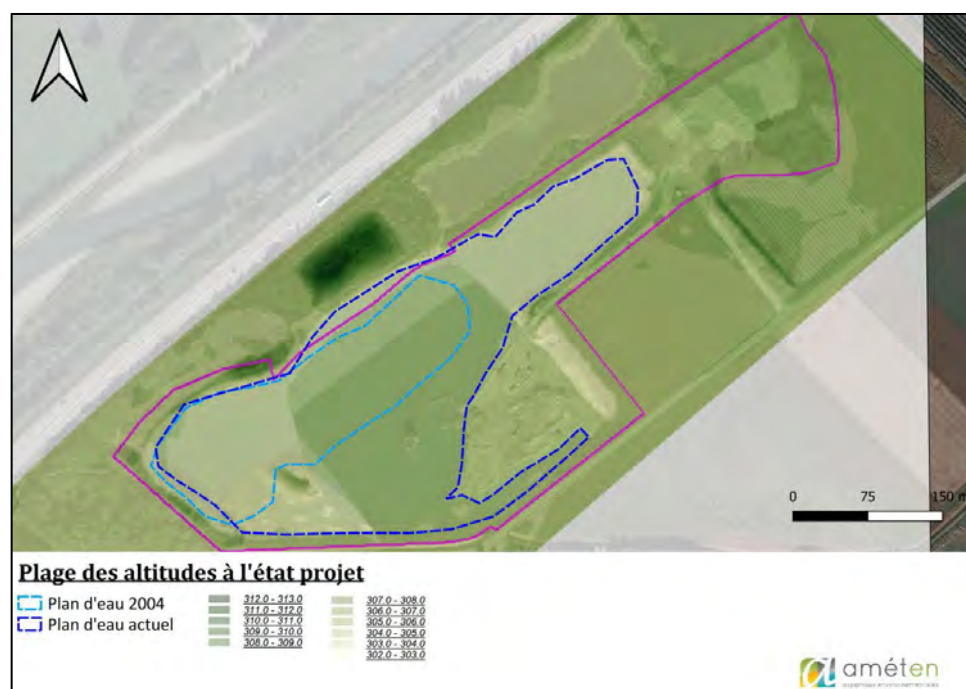 0 75 150 m
Plage des altitudes à l'état projet
Plan d'eau 2004
Plan d'eau actuel
312.0 - 313.0
311.0 - 312.0
310.0 - 311.0
309.0 - 310.0
308.0 - 309.0
307.0 - 308.0
306.0 - 307.0
305.0 - 306.0
304.0 - 305.0
303.0 - 304.0
302.0 - 303.0
améten